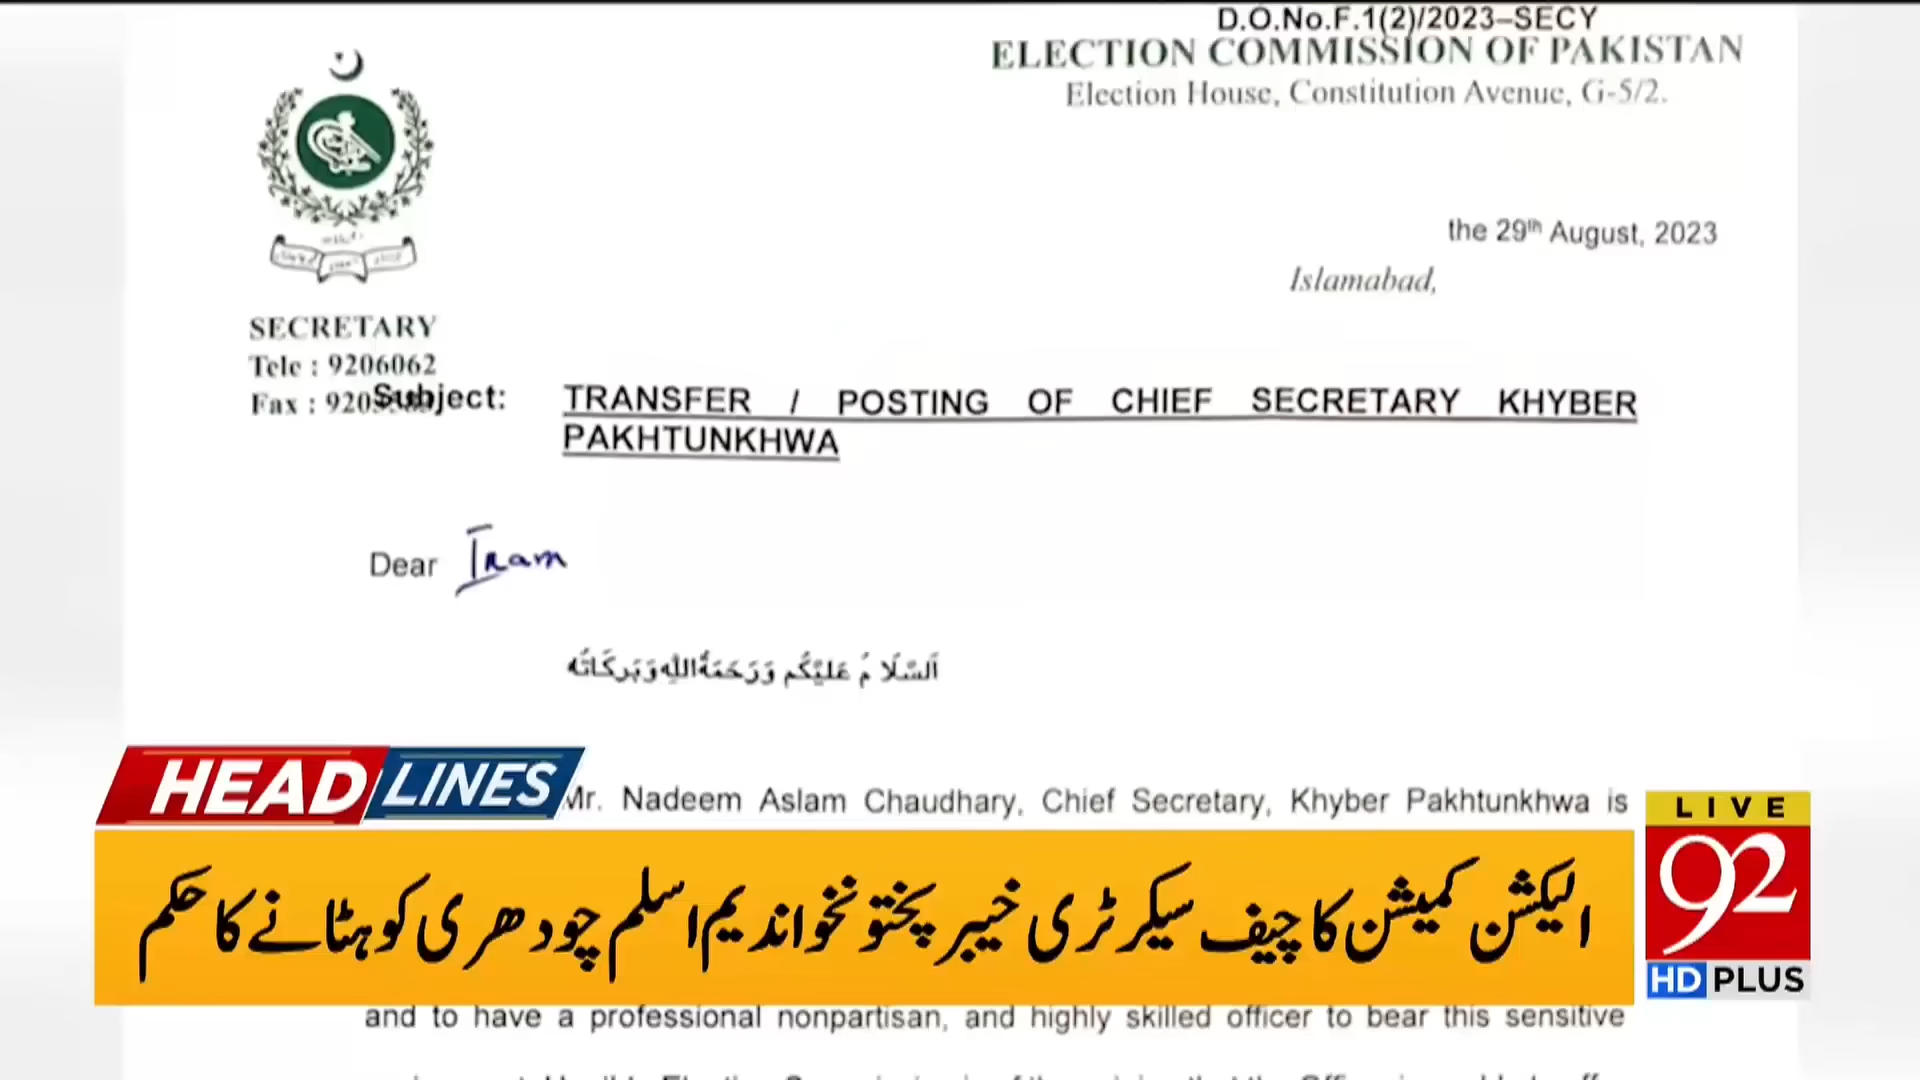 D.O.No.F.1(2)/2023–SECY
ELECTION COMMISSION OF PAKISTAN
Election House, Constitution Avenue, G-5/2.
the 29th August, 2023
Islamabad,
SECRETARY
Tele : 9206062
Fax :
Subject: TRANSFER / POSTING OF CHIEF SECRETARY KHYBER
PAKHTUNKHWA
Dear Iram
اَلسَّلَا مُ عَلَيْكُم وَرَحْمَةُاللهِ وَبَرَكَاتُه
HEADLINES
Mr. Nadeem Aslam Chaudhary, Chief Secretary, Khyber Pakhtunkhwa is
الیکشن کمیشن کا چیف سیکرٹری خیبر پختونخوا ندیم اسلم چودھری کو ہٹانے کا حکم
LIVE
92
HD PLUS
and to have a professional nonpartisan, and highly skilled officer to bear this sensitive